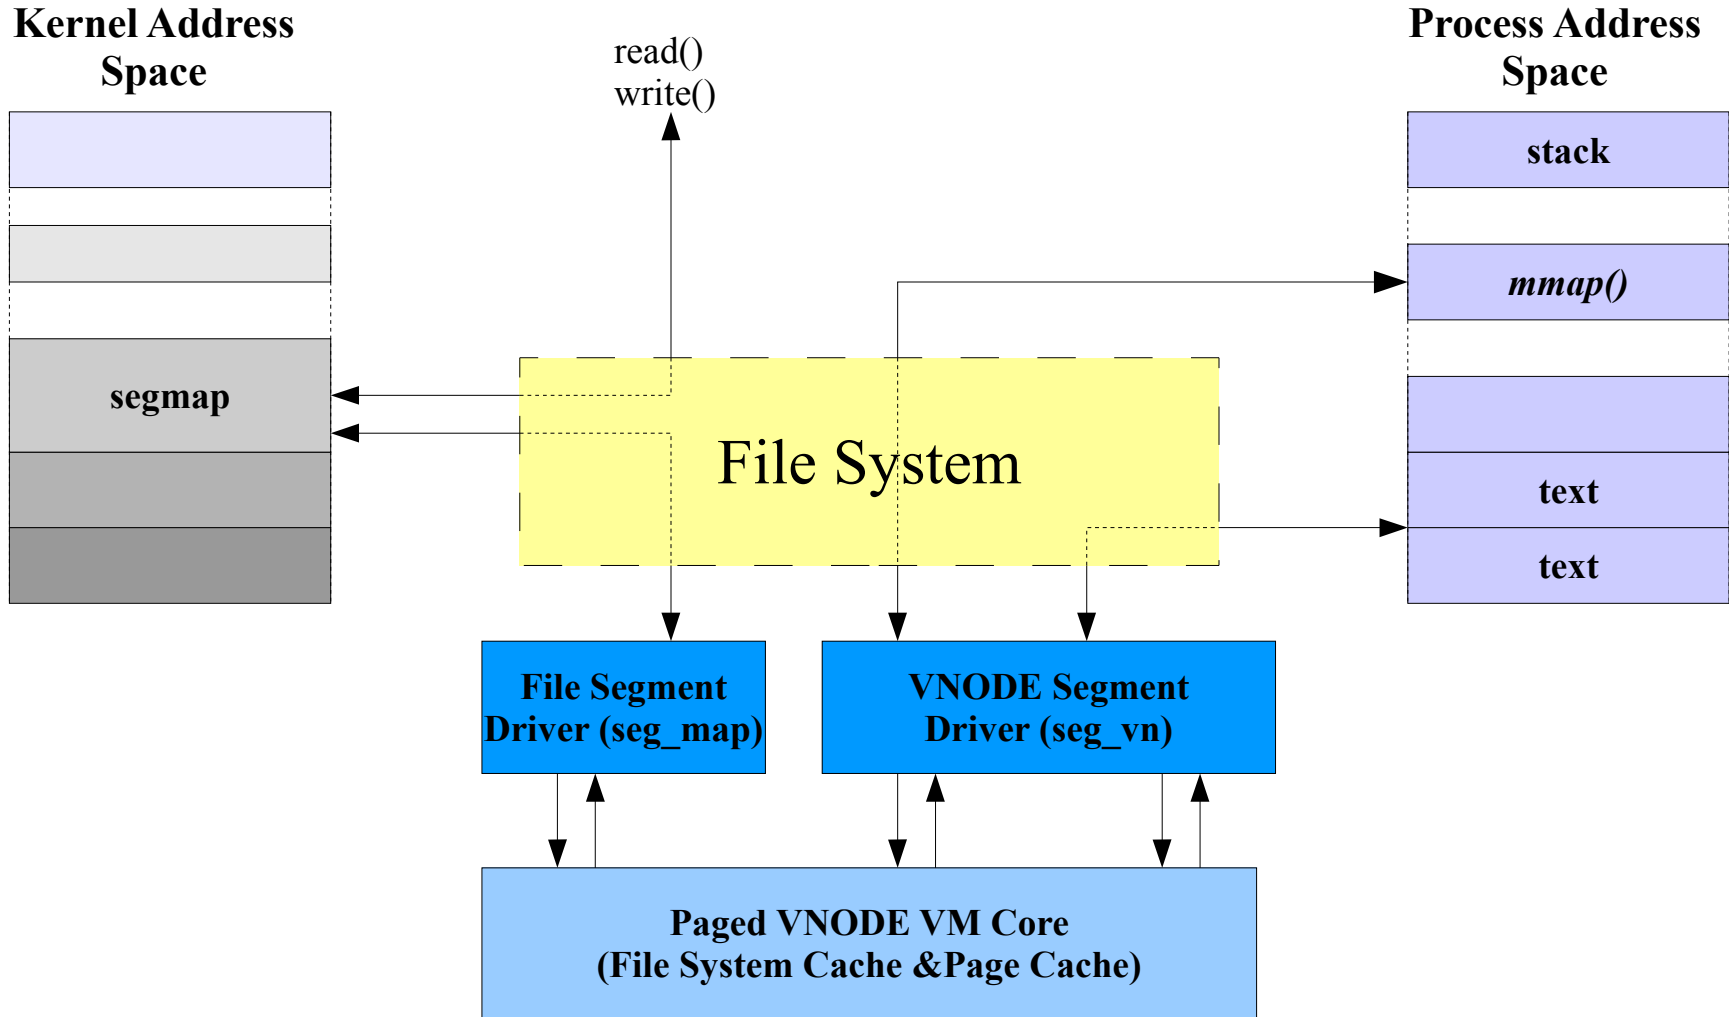 Kernel Address
Space
read()
write()
Process Address
Space
stack
mmap()
segmap
File System
text
text
File Segment
Driver (seg_map)
VNODE Segment
Driver (seg_vn)
Paged VNODE VM Core
(File System Cache &Page Cache)